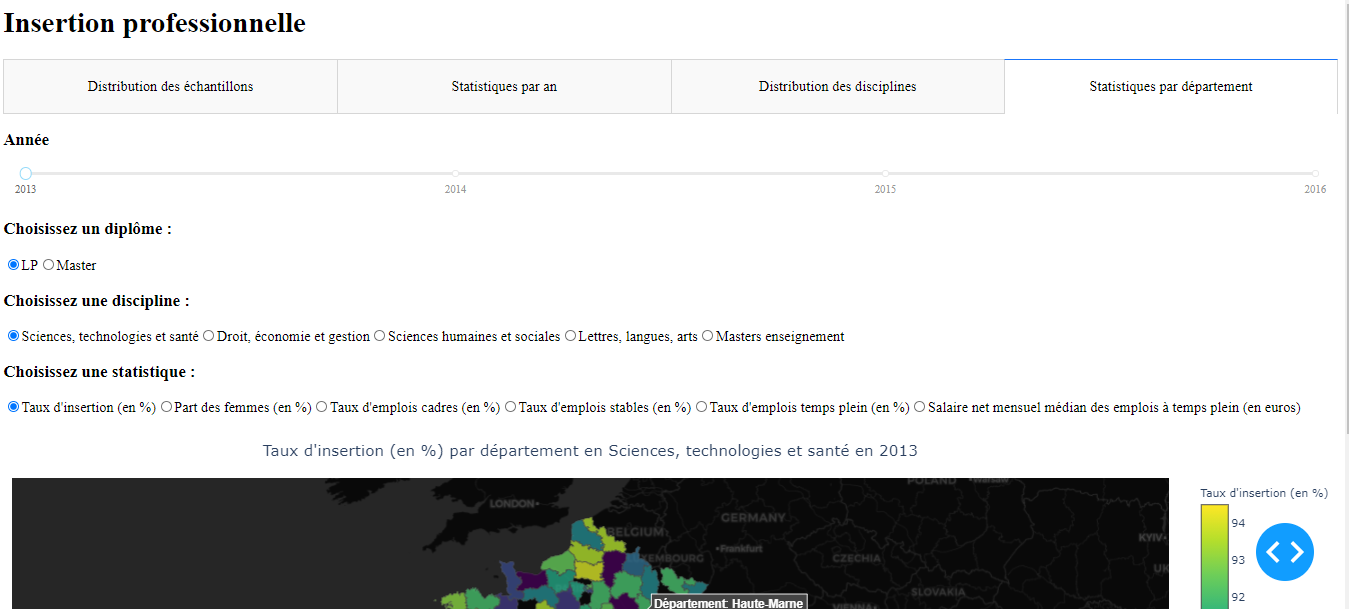 Insertion professionnelle
Distribution des échantillons
Statistiques par an
Distribution des disciplines
Statistiques par département
Année
2013
2014
2015
2016
Choisissez un diplôme :
LP Master
Choisissez une discipline :
Sciences, technologies et santé Droit, économie et gestion Sciences humaines et sociales Lettres, langues, arts Masters enseignement
Choisissez une statistique :
Taux d'insertion (en %) Part des femmes (en %) Taux d'emplois cadres (en %) Taux d'emplois stables (en %) Taux d'emplois temps plein (en %) Salaire net mensuel médian des emplois à temps plein (en euros)
Taux d'insertion (en %) par département en Sciences, technologies et santé en 2013
POLAND
Warsaw
LONDON
GERMANY
BELGIUM
KYIV
Frankfurt
CZECHIA
SLOVAKIA
VIENNA
Département: Haute-Marne
Taux d'insertion (en %)
94
93
92